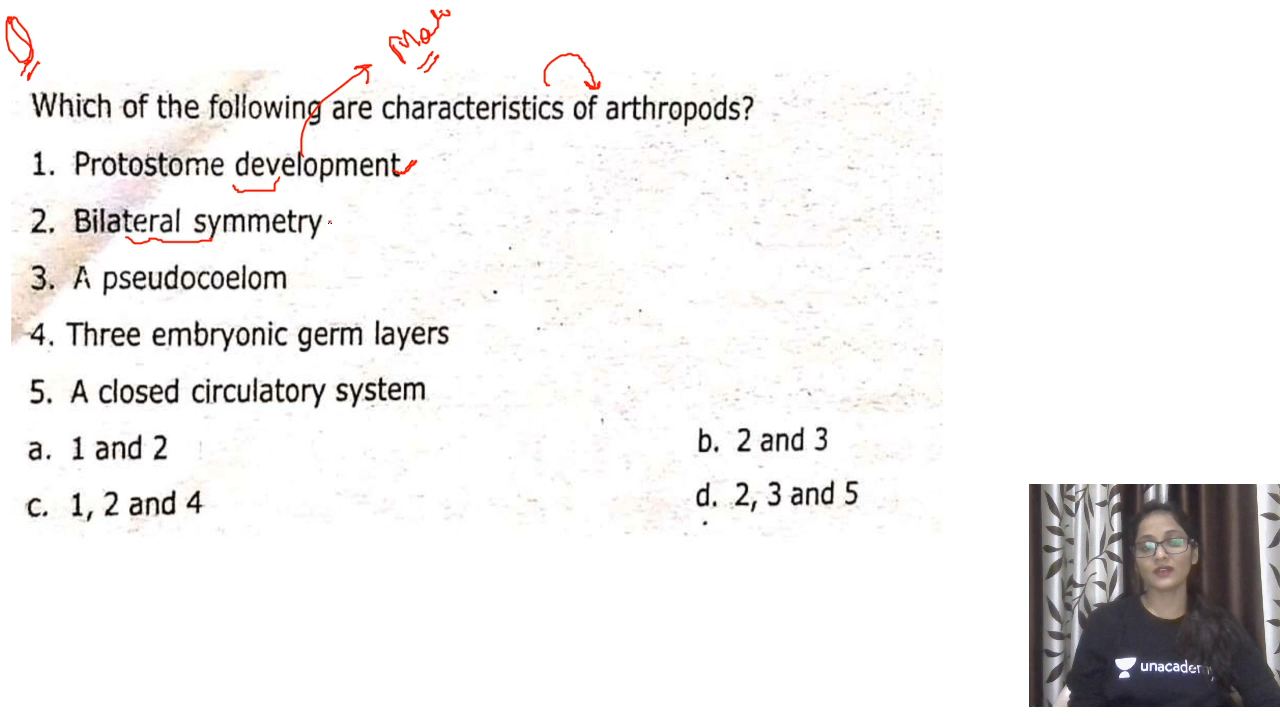 Which of the following are characteristics of arthropods?
1. Protostome development
2. Bilateral symmetry
3. A pseudocoelom
4. Three embryonic germ layers
5. A closed circulatory system
a. 1 and 2
b. 2 and 3
c. 1, 2 and 4
d. 2, 3 and 5